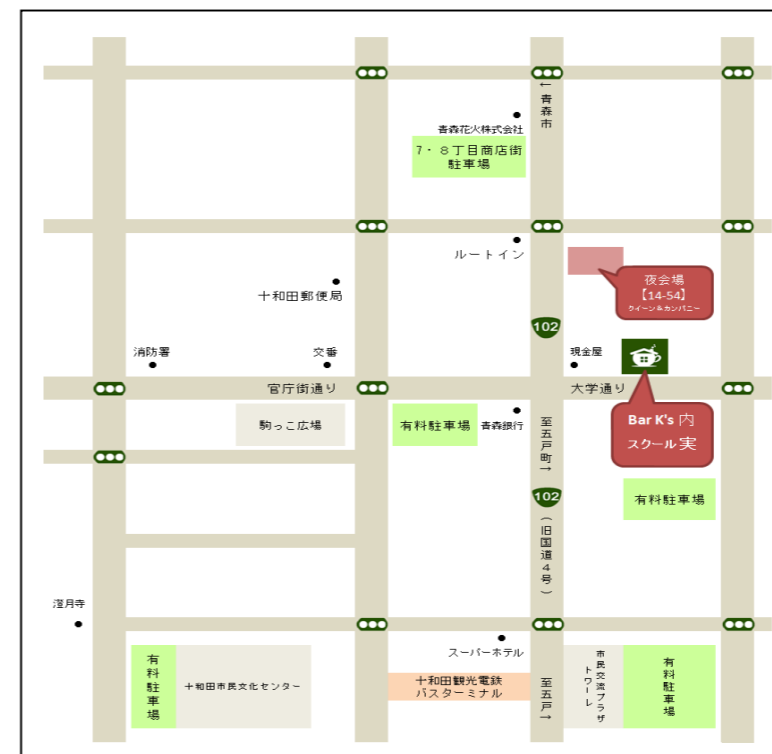 ←青森市
青森花火株式会社
7・8丁目商店街
駐車場
ルートイン
夜会場
【14-54】
クイーン&カンパニー
十和田郵便局
102
消防署
交番
現金屋
官庁街通り
大学通り
駒っこ広場
有料駐車場
青森銀行
至五戸町→
Bar K's 内
スクール 実
102
有料駐車場
(旧国道4号)
澄月寺
スーパーホテル
有料駐車場
十和田市民文化センター
十和田観光電鉄
バスターミナル
至五戸→
市民交流プラザ
トワーレ
有料駐車場